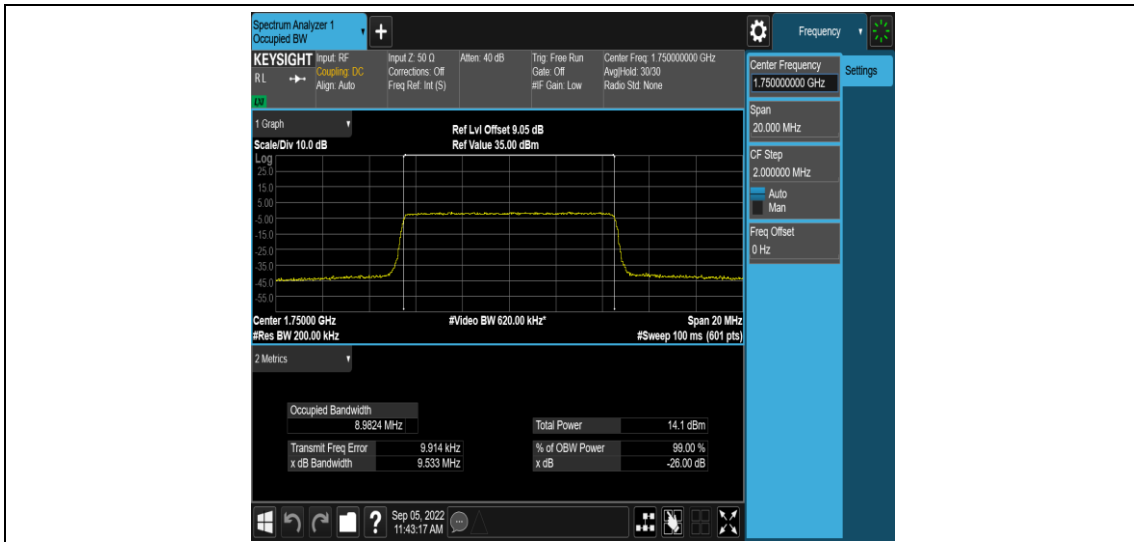 Spectrum Analyzer 1
Occupied BW
+
Frequency
KEYSIGHT
RL
LXI
Input: RF
Coupling: DC
Align: Auto
Input Z: 50 Ω
Corrections: Off
Freq Ref: Int (S)
Atten: 40 dB
Trig: Free Run
Gate: Off
#IF Gain: Low
Center Freq: 1.750000000 GHz
Avg|Hold: 30/30
Radio Std: None
Center Frequency
1.750000000 GHz
Settings
Span
20.000 MHz
CF Step
2.000000 MHz
Auto
Man
Freq Offset
0 Hz
1 Graph
Scale/Div 10.0 dB
Ref Lvl Offset 9.05 dB
Ref Value 35.00 dBm
Log
25.0
15.0
5.00
-5.00
-15.0
-25.0
-35.0
-45.0
-55.0
Center 1.75000 GHz
#Res BW 200.00 kHz
#Video BW 620.00 kHz*
Span 20 MHz
#Sweep 100 ms (601 pts)
2 Metrics
Occupied Bandwidth
8.9824 MHz
Transmit Freq Error 9.914 kHz
x dB Bandwidth 9.533 MHz
Total Power 14.1 dBm
% of OBW Power 99.00 %
x dB -26.00 dB
?
Sep 05, 2022
11:43:17 AM